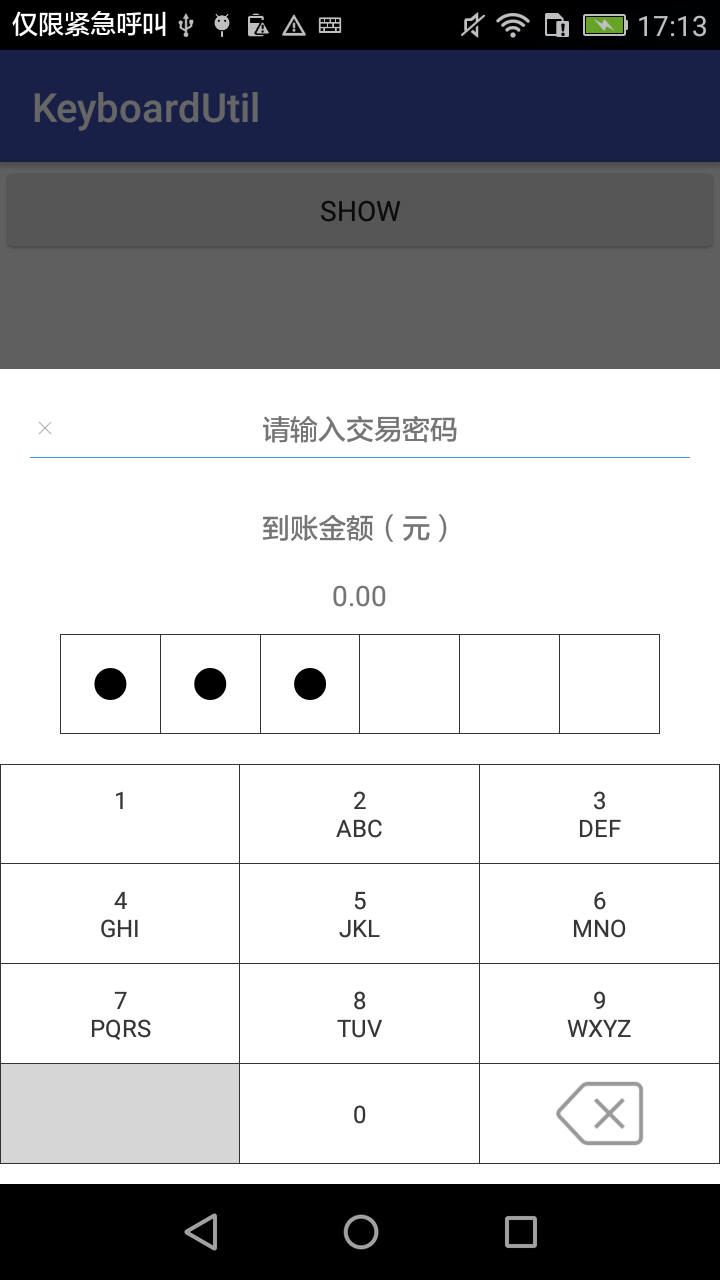 仅限紧急呼叫 17:13
KeyboardUtil
SHOW
请输入交易密码
到账金额（元）
0.00
1 2 3
ABC DEF
4 5 6
GHI JKL MNO
7 8 9
PQRS TUV WXYZ
0